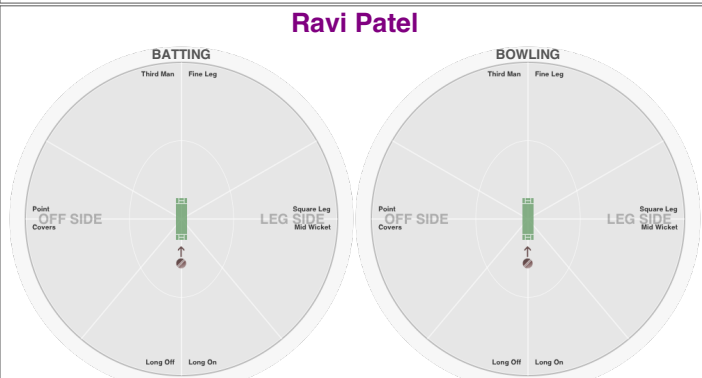 Ravi Patel
BATTING
Third Man Fine Leg
Point
OFF SIDE
Covers
Square Leg
LEG SIDE
Mid Wicket
Long Off Long On
BOWLING
Third Man Fine Leg
Point
OFF SIDE
Covers
Square Leg
LEG SIDE
Mid Wicket
Long Off Long On